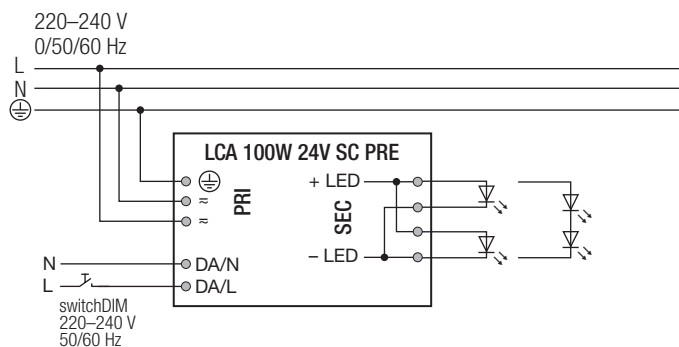 220–240 V
0/50/60 Hz
L
N
LCA 100W 24V SC PRE
PRI
≂
≂
+ LED
SEC
– LED
N
DA/N
L
DA/L
switchDIM
220–240 V
50/60 Hz